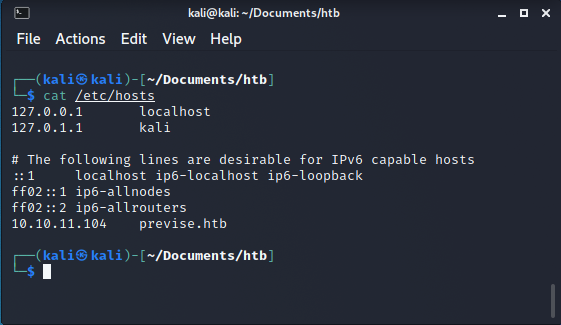 kali@kali: ~/Documents/htb
File Actions Edit View Help
┌──(kali㉿kali)-[~/Documents/htb]
└─$ cat /etc/hosts
127.0.0.1 localhost
127.0.1.1 kali
# The following lines are desirable for IPv6 capable hosts
::1 localhost ip6-localhost ip6-loopback
ff02::1 ip6-allnodes
ff02::2 ip6-allrouters
10.10.11.104 previse.htb
┌──(kali㉿kali)-[~/Documents/htb]
└─$